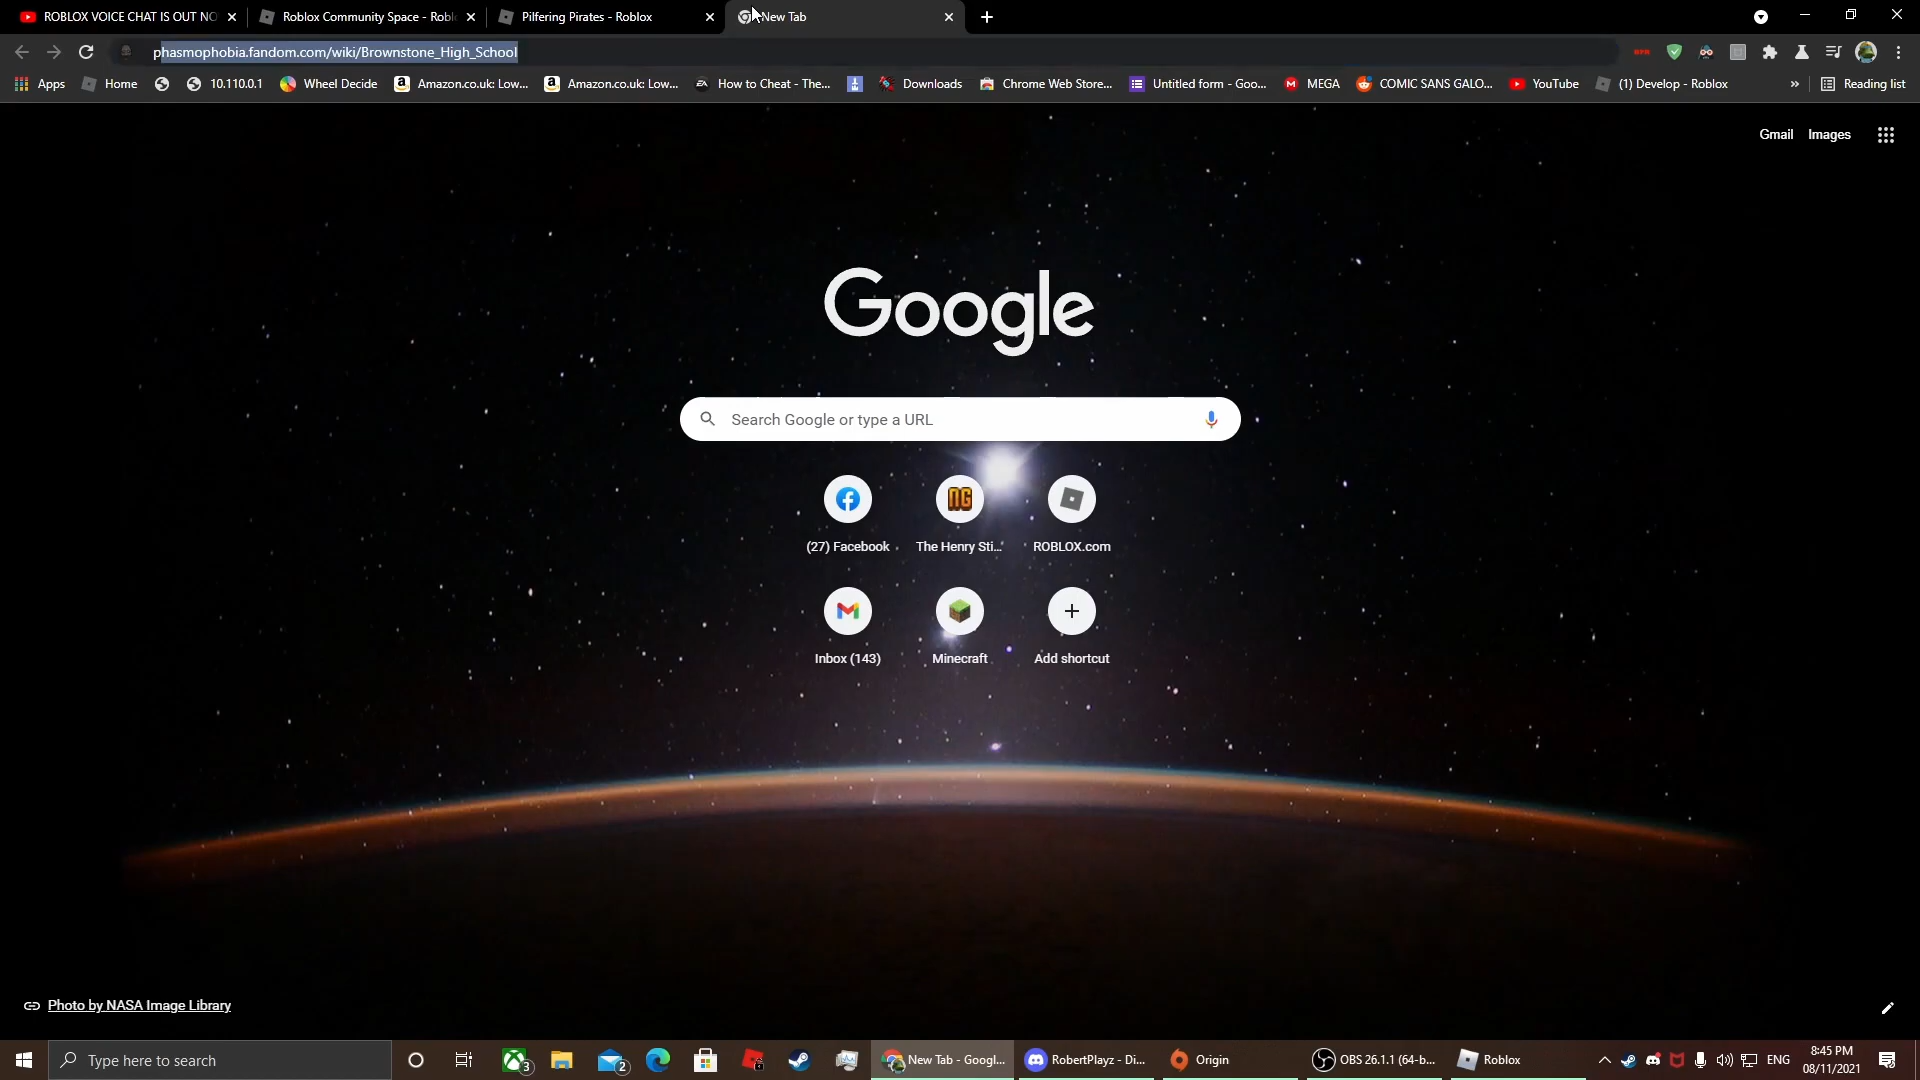 ROBLOX VOICE CHAT IS OUT NO
Roblox Community Space - Robl
Pilfering Pirates - Roblox
New Tab
phasmophobia.fandom.com/wiki/Brownstone_High_School
Apps
Home
10.110.0.1
Wheel Decide
Amazon.co.uk: Low...
Amazon.co.uk: Low...
How to Cheat - The...
Downloads
Chrome Web Store...
Untitled form - Goo...
MEGA
COMIC SANS GALO...
YouTube
(1) Develop - Roblox
»
Reading list
Gmail
Images
Google
Search Google or type a URL
(27) Facebook
NG
The Henry Sti...
ROBLOX.com
Inbox (143)
Minecraft
Add shortcut
Photo by NASA Image Library
Type here to search
3
2
New Tab - Googl...
RobertPlayz - Di...
Origin
OBS 26.1.1 (64-b...
Roblox
ENG
8:45 PM
08/11/2021